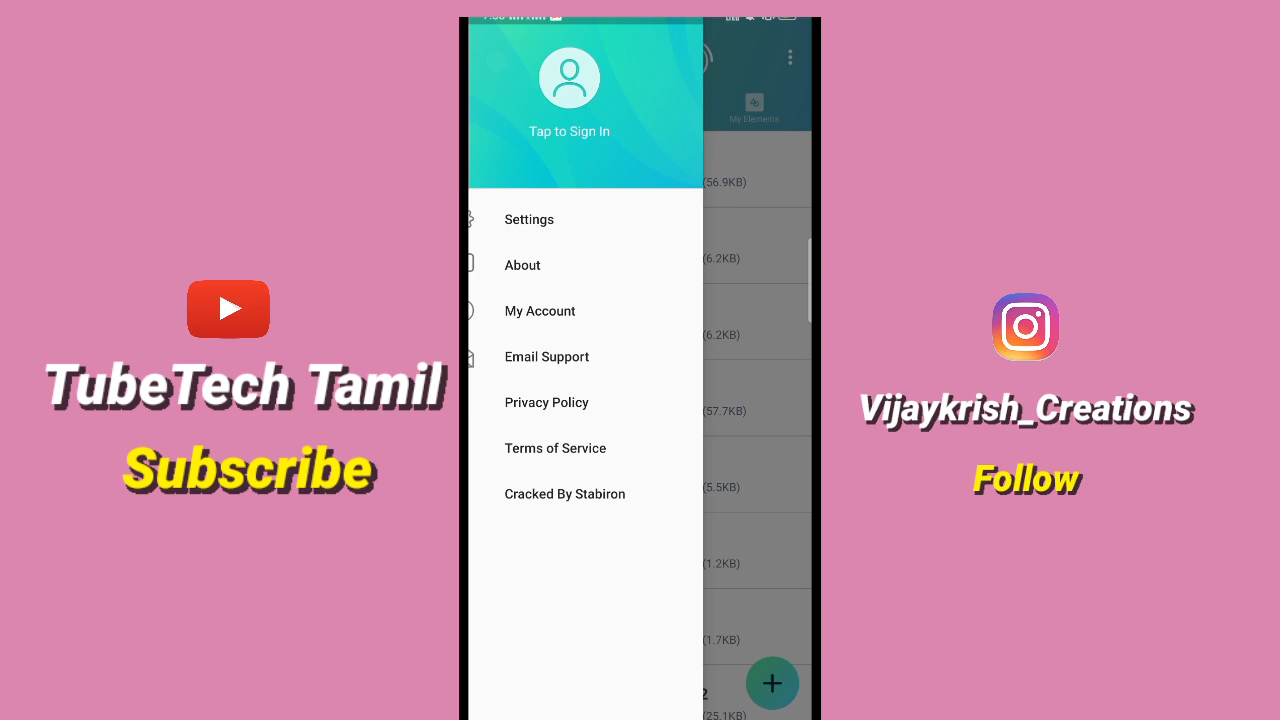 Tap to Sign In
My Elements
Settings
About
My Account
Email Support
Privacy Policy
Terms of Service
Cracked By Stabiron
(56.9KB)
(6.2KB)
(6.2KB)
(57.7KB)
(5.5KB)
(1.2KB)
(1.7KB)
2
(25.1KB)
TubeTech Tamil
Subscribe
Vijaykrish_Creations
Follow